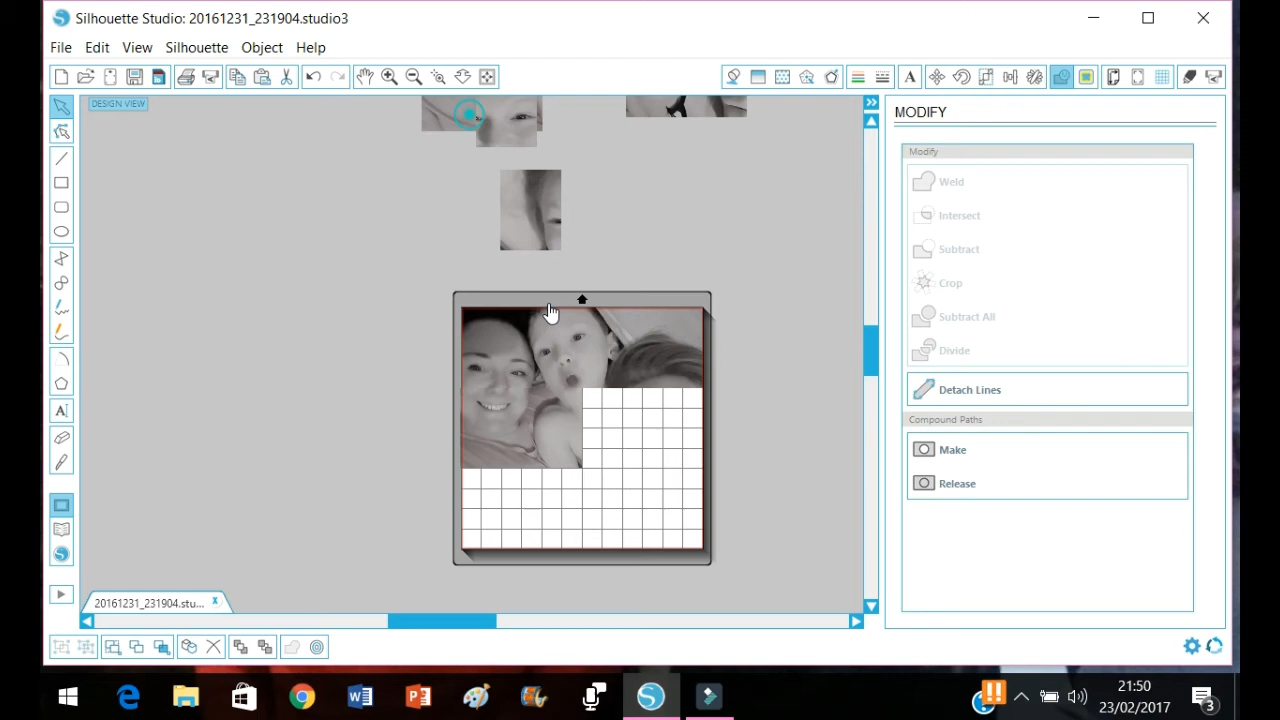 Silhouette Studio: 20161231_231904.studio3
File Edit View Silhouette Object Help
DESIGN VIEW
MODIFY
Modify
Weld
Intersect
Subtract
Crop
Subtract All
Divide
Detach Lines
Compound Paths
Make
Release
20161231_231904.stu... x
21:50
23/02/2017
3